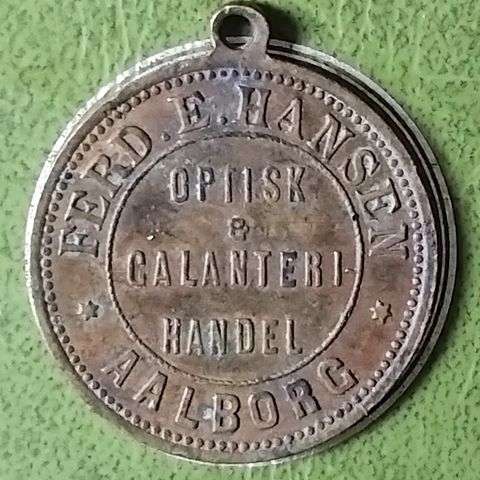 FERD. E. HANSEN
OPTISK
&
GALANTERI
HANDEL
AALBORG